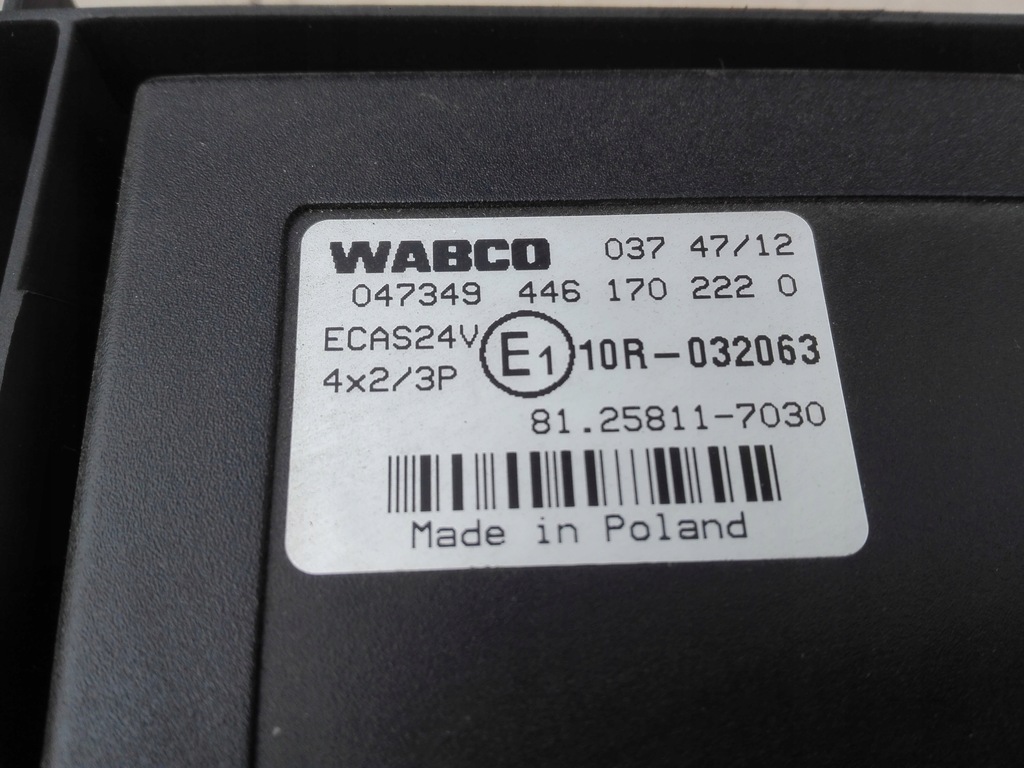 WABCO 037 47/12
047349 446 170 222 0
ECAS24V E1 10R-032063
4x2/3P
81.25811-7030
Made in Poland